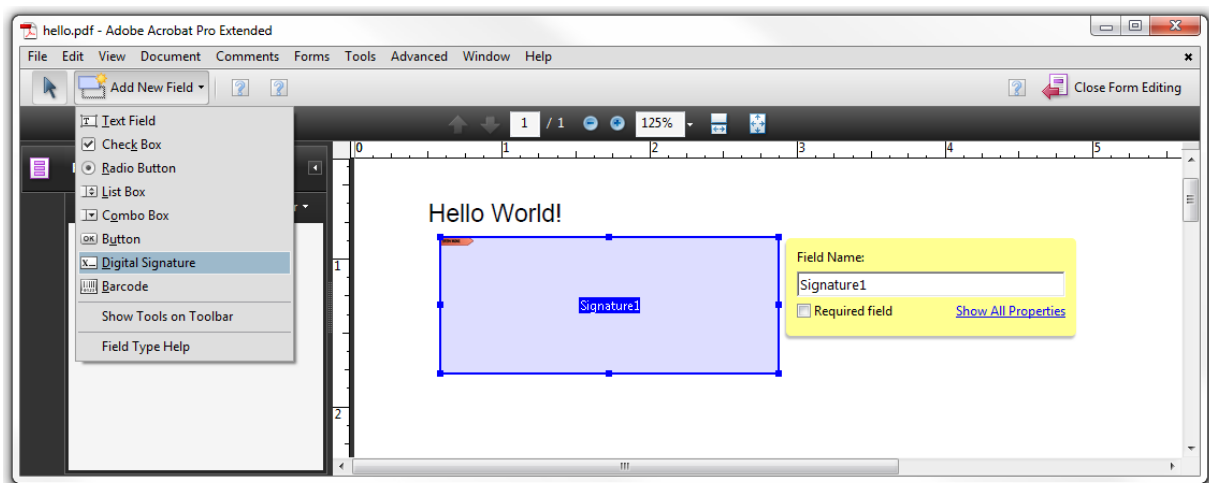 hello.pdf - Adobe Acrobat Pro Extended
File Edit View Document Comments Forms Tools Advanced Window Help
Add New Field Close Form Editing
1 / 1 125%
Text Field
Check Box
Radio Button
List Box
Combo Box
OK Button
Digital Signature
Barcode
Show Tools on Toolbar
Field Type Help
0 1 2 3 4 5
1
2
Hello World!
Signature1
Field Name:
Signature1
Required field Show All Properties